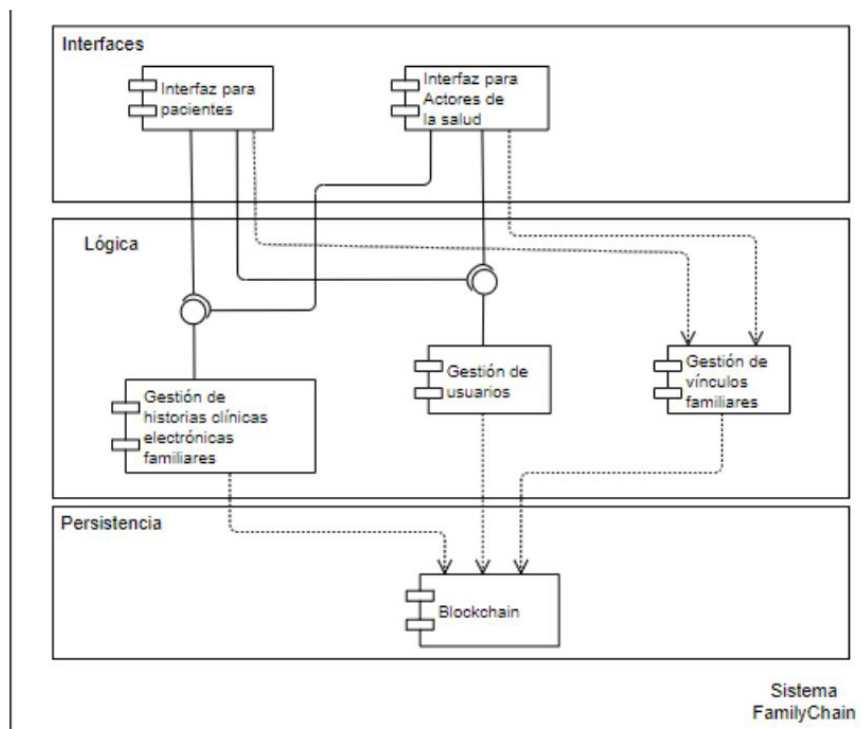 Interfaces
Interfaz para
pacientes
Interfaz para
Actores de
la salud
Lógica
Gestión de
historias clínicas
electrónicas
familiares
Gestión de
usuarios
Gestión de
vínculos
familiares
Persistencia
Blockchain
Sistema
FamilyChain